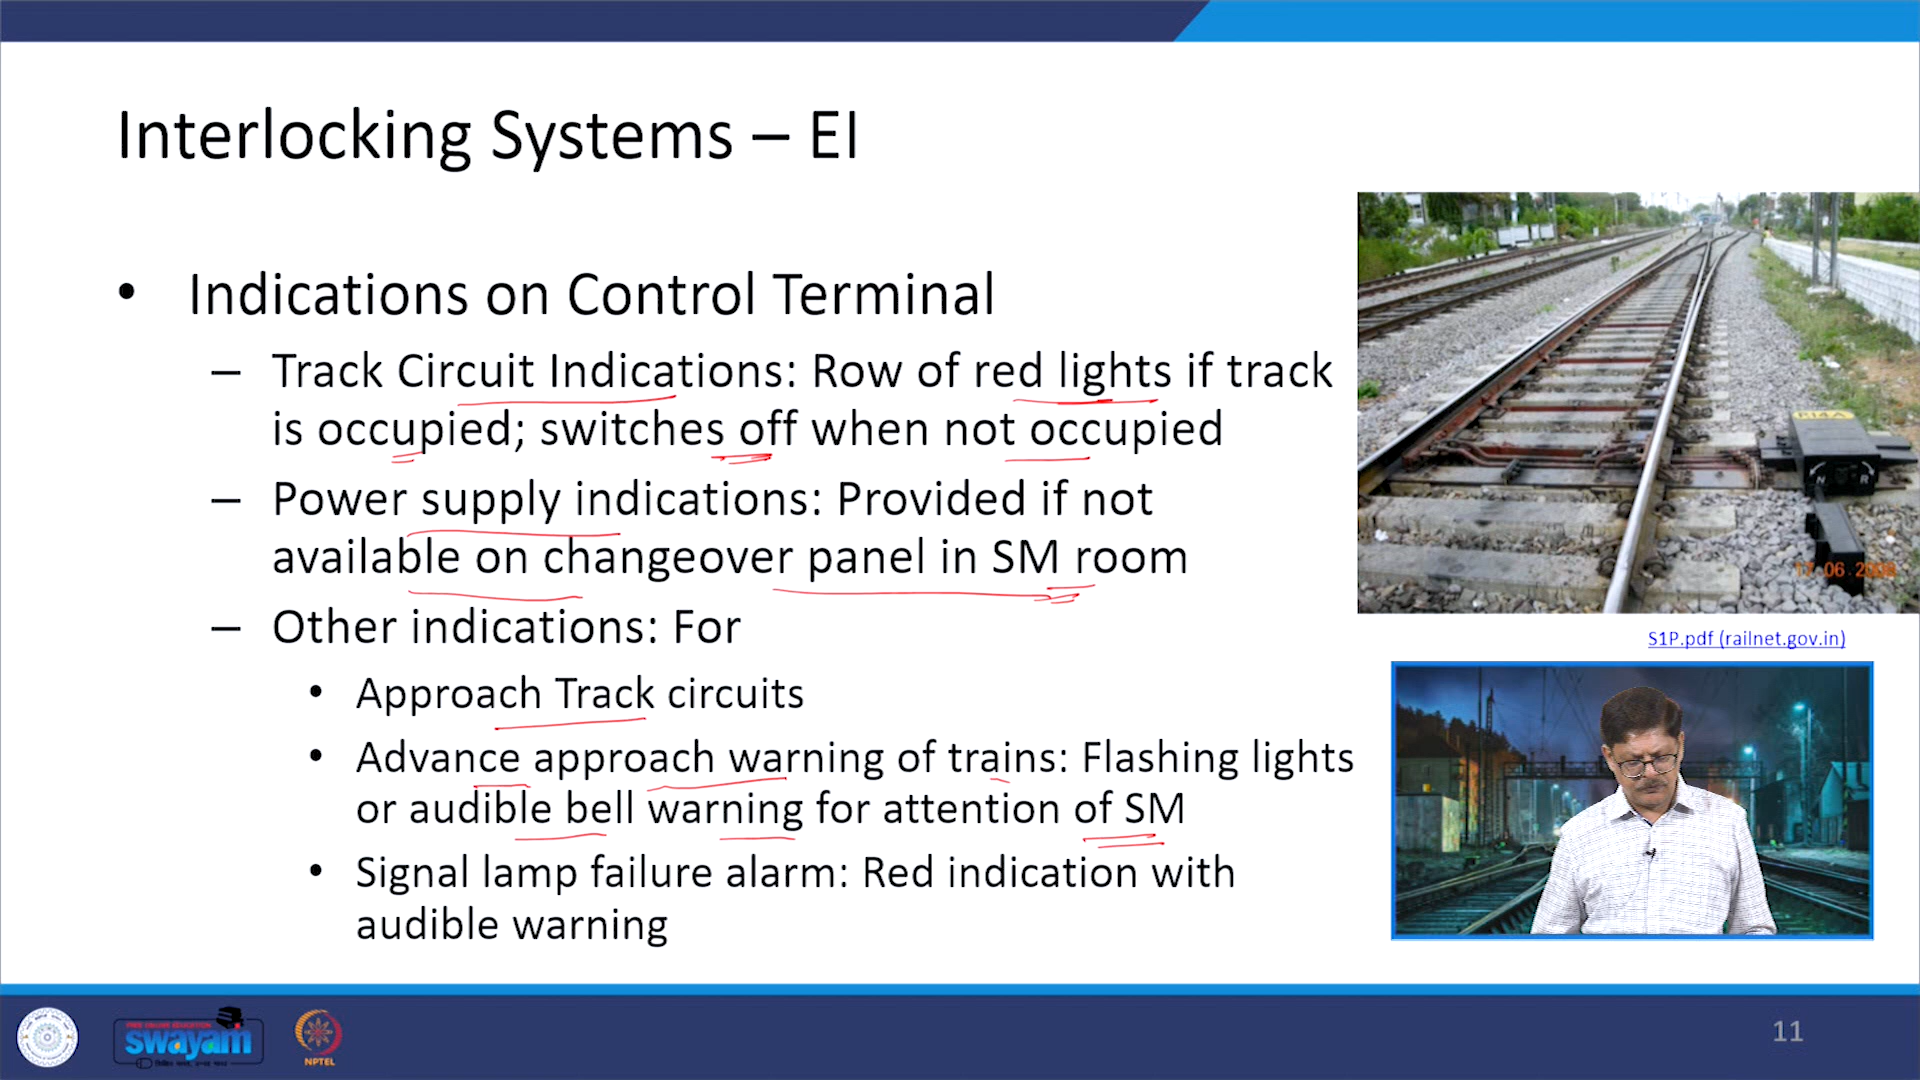 Interlocking Systems – EI
• Indications on Control Terminal
– Track Circuit Indications: Row of red lights if track
is occupied; switches off when not occupied
– Power supply indications: Provided if not
available on changeover panel in SM room
– Other indications: For
• Approach Track circuits
• Advance approach warning of trains: Flashing lights
or audible bell warning for attention of SM
• Signal lamp failure alarm: Red indication with
audible warning
N R
S1P.pdf (railnet.gov.in)
FREE ONLINE EDUCATION
swayam
NPTEL
11